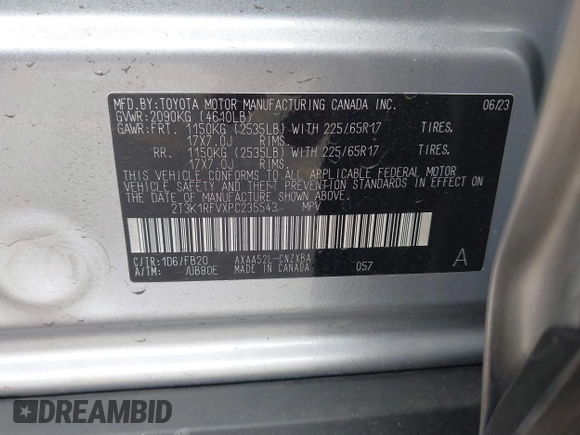 MFD.BY:TOYOTA MOTOR MANUFACTURING CANADA INC. 06/23
GVWR:2090KG (4610LB)
GAWR:FRT. 1150KG (2535LB) WITH 225/65R17 TIRES,
17X7.0J RIMS,
RR. 1150KG (2535LB) WITH 225/65R17 TIRES,
17X7.0J RIMS,
THIS VEHICLE CONFORMS TO ALL APPLICABLE FEDERAL MOTOR
VEHICLE SAFETY AND THEFT PREVENTION STANDARDS IN EFFECT ON
THE DATE OF MANUFACTURE SHOWN ABOVE.
2T3K1RFVXPC235543 MPV
C/TR:1D6/FB20 AXAA52L-CNZXBA
A/TM: /UB80E MADE IN CANADA 057 A
DREAMBID